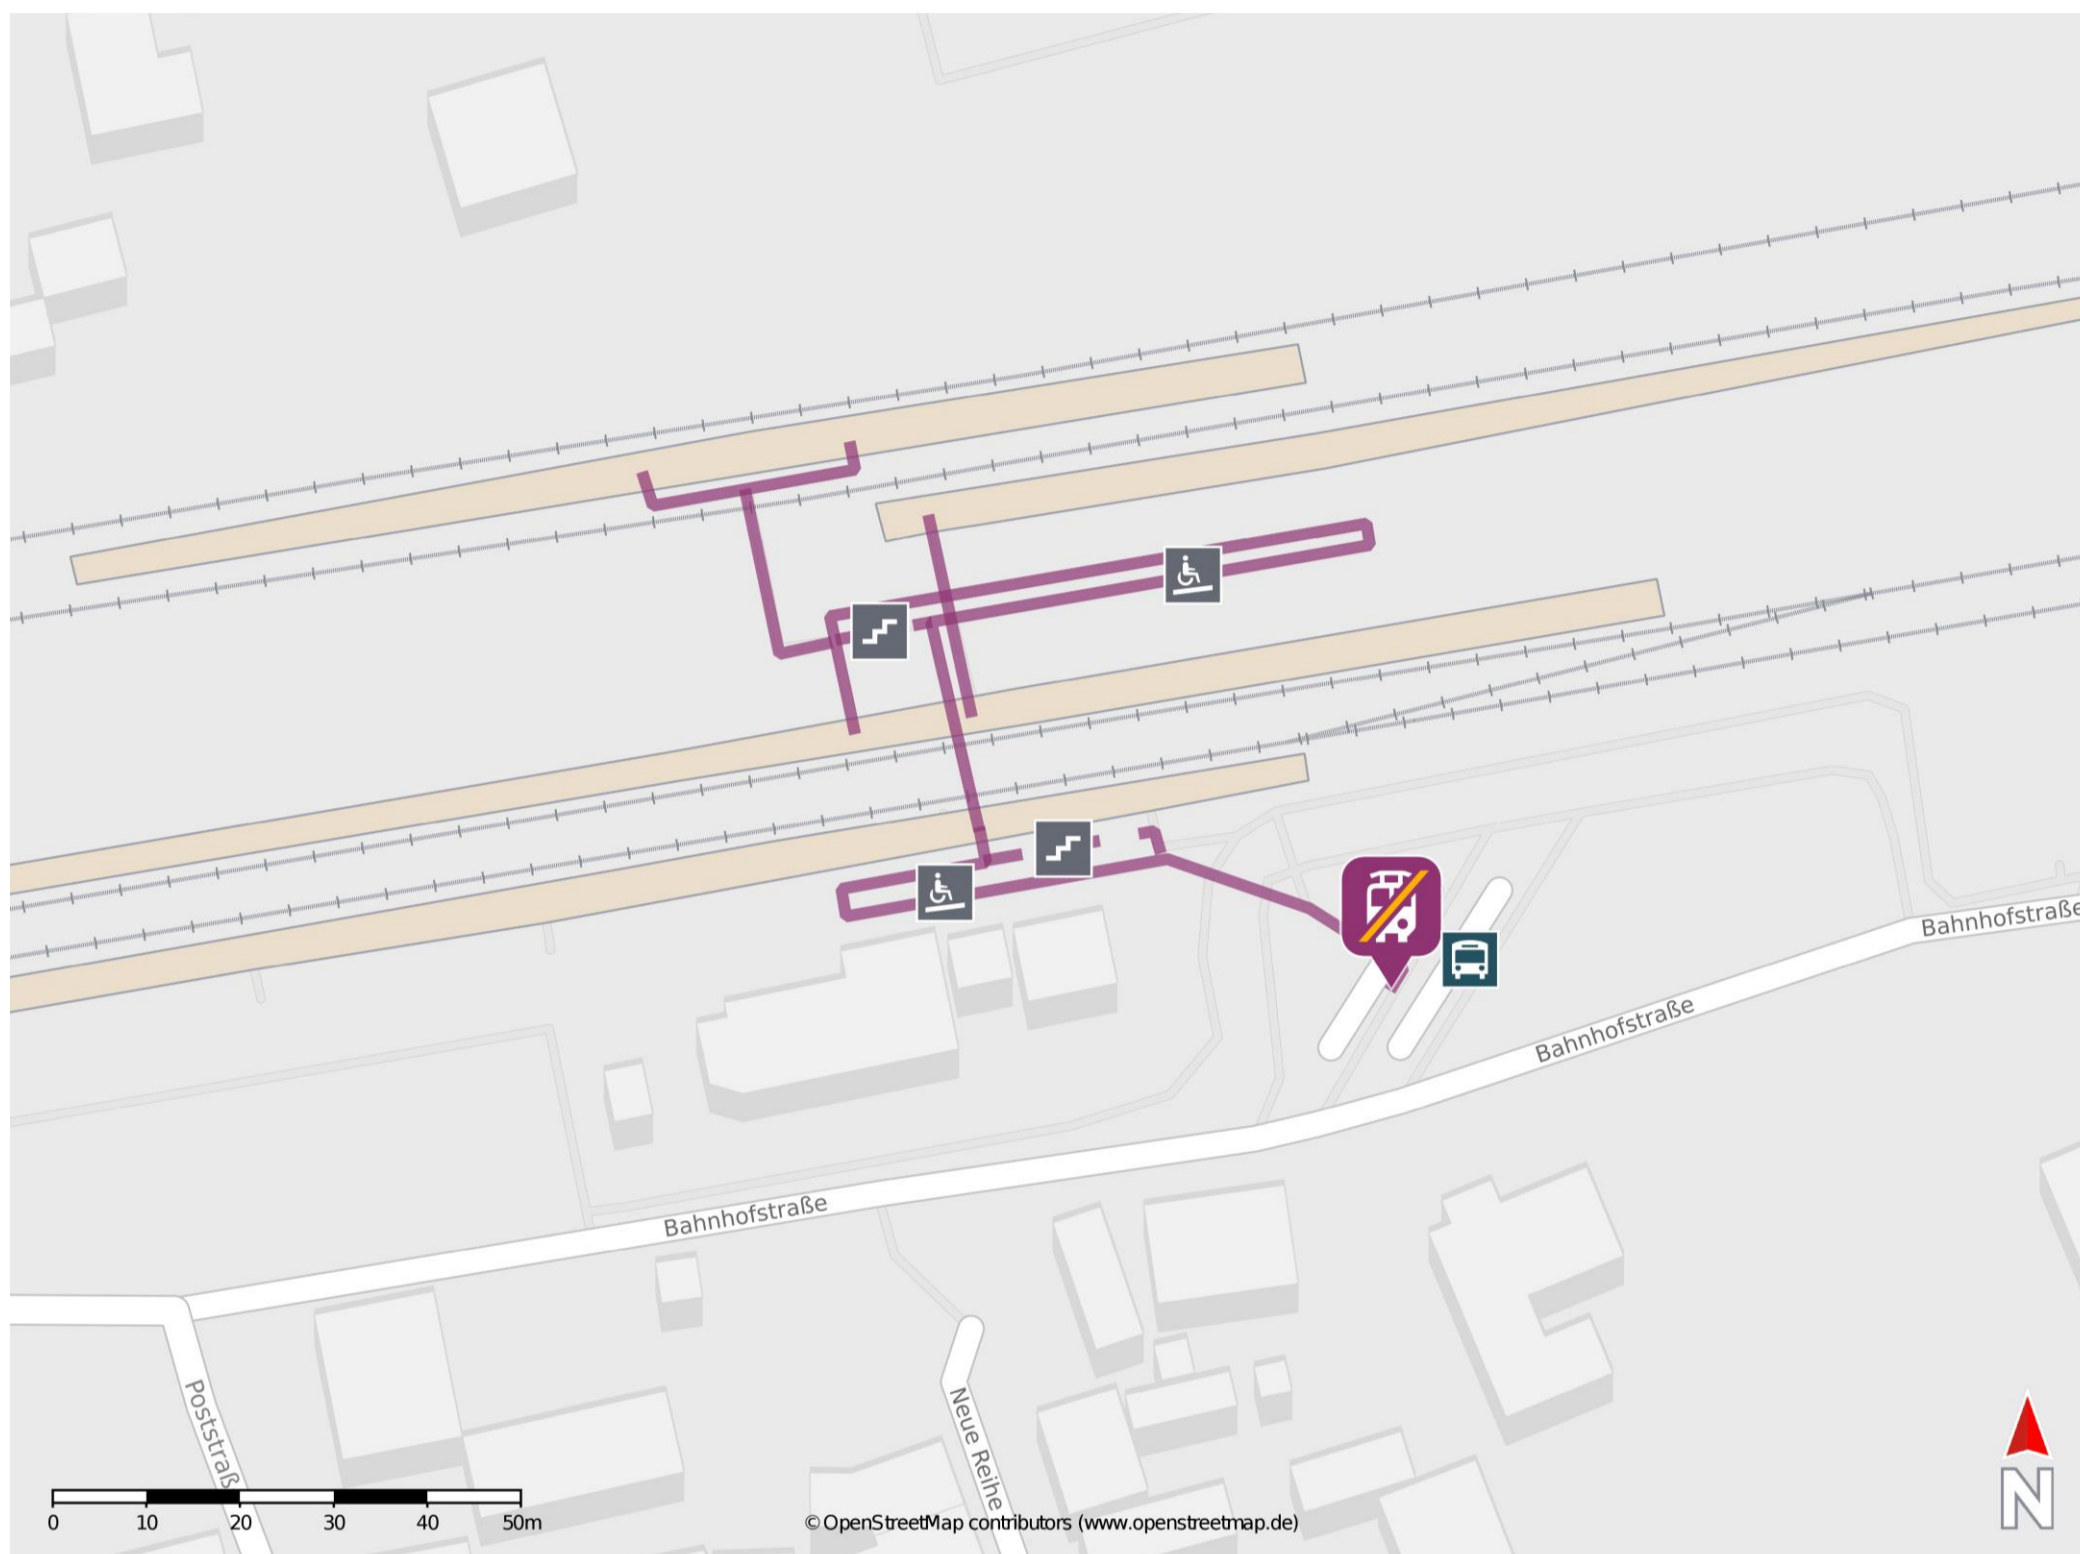 Bahnhofstraße
Bahnhofstraße
Bahnhofstraße
Poststraß
Neue Reihe
0 10 20 30 40 50m
© OpenStreetMap contributors (www.openstreetmap.de)
N